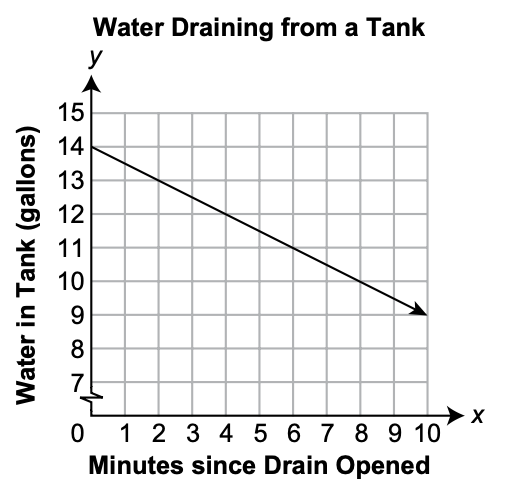 Water Draining from a Tank
y
Water in Tank (gallons)
15
14
13
12
11
10
9
8
7
0 1 2 3 4 5 6 7 8 9 10 x
Minutes since Drain Opened